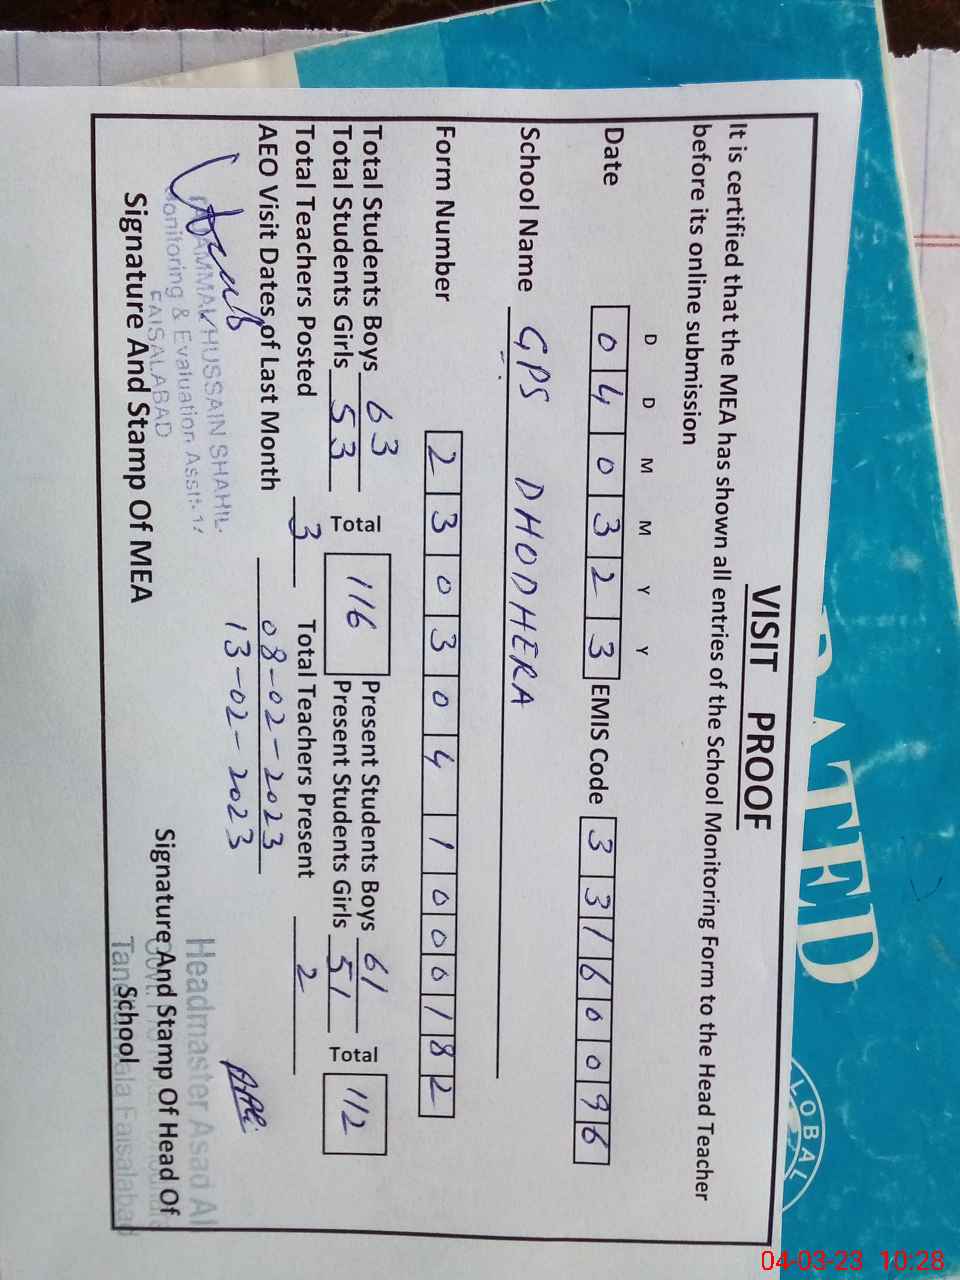 VISIT PROOF
It is certified that the MEA has shown all entries of the School Monitoring Form to the Head Teacher
before its online submission
D D M M Y Y
Date 0 4 0 3 2 3 EMIS Code 3 3 1 6 0 0 9 6
School Name GPS DHODHERA
Form Number 2 3 0 3 0 4 1 0 0 1 8 2
Total Students Boys 63 Present Students Boys 61
Total 116 Total 112
Total Students Girls 53 Present Students Girls 51
Total Teachers Posted 3 Total Teachers Present 2
AEO Visit Dates of Last Month 08-02-2023
13-02-2023
HUSSAIN SHAHIL
Monitoring & Evaluation
FAISALABAD
Signature And Stamp Of MEA
Headmaster Asad
Signature And Stamp Of Head Of
School
Faisalabad
ATED
LOBAL
04-03-23 10:28